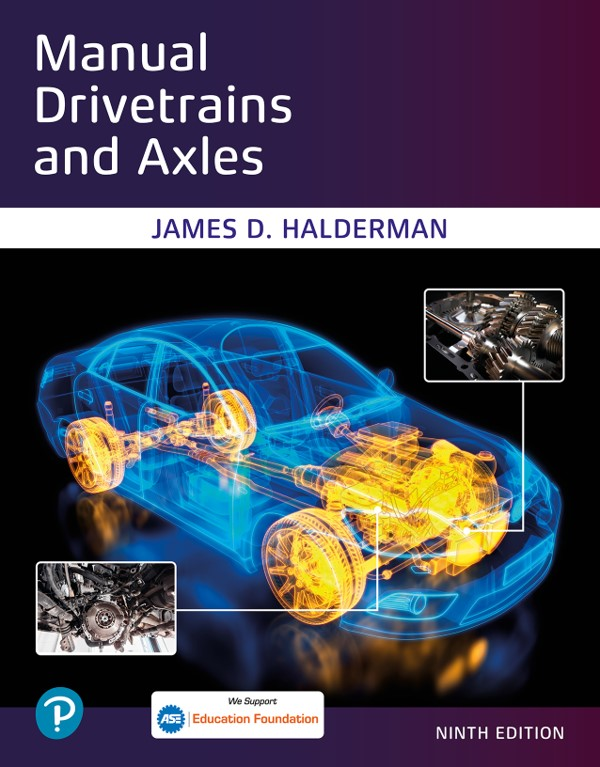 Manual
Drivetrains
and Axles
JAMES D. HALDERMAN
P
We Support
ASE
Education Foundation
NINTH EDITION